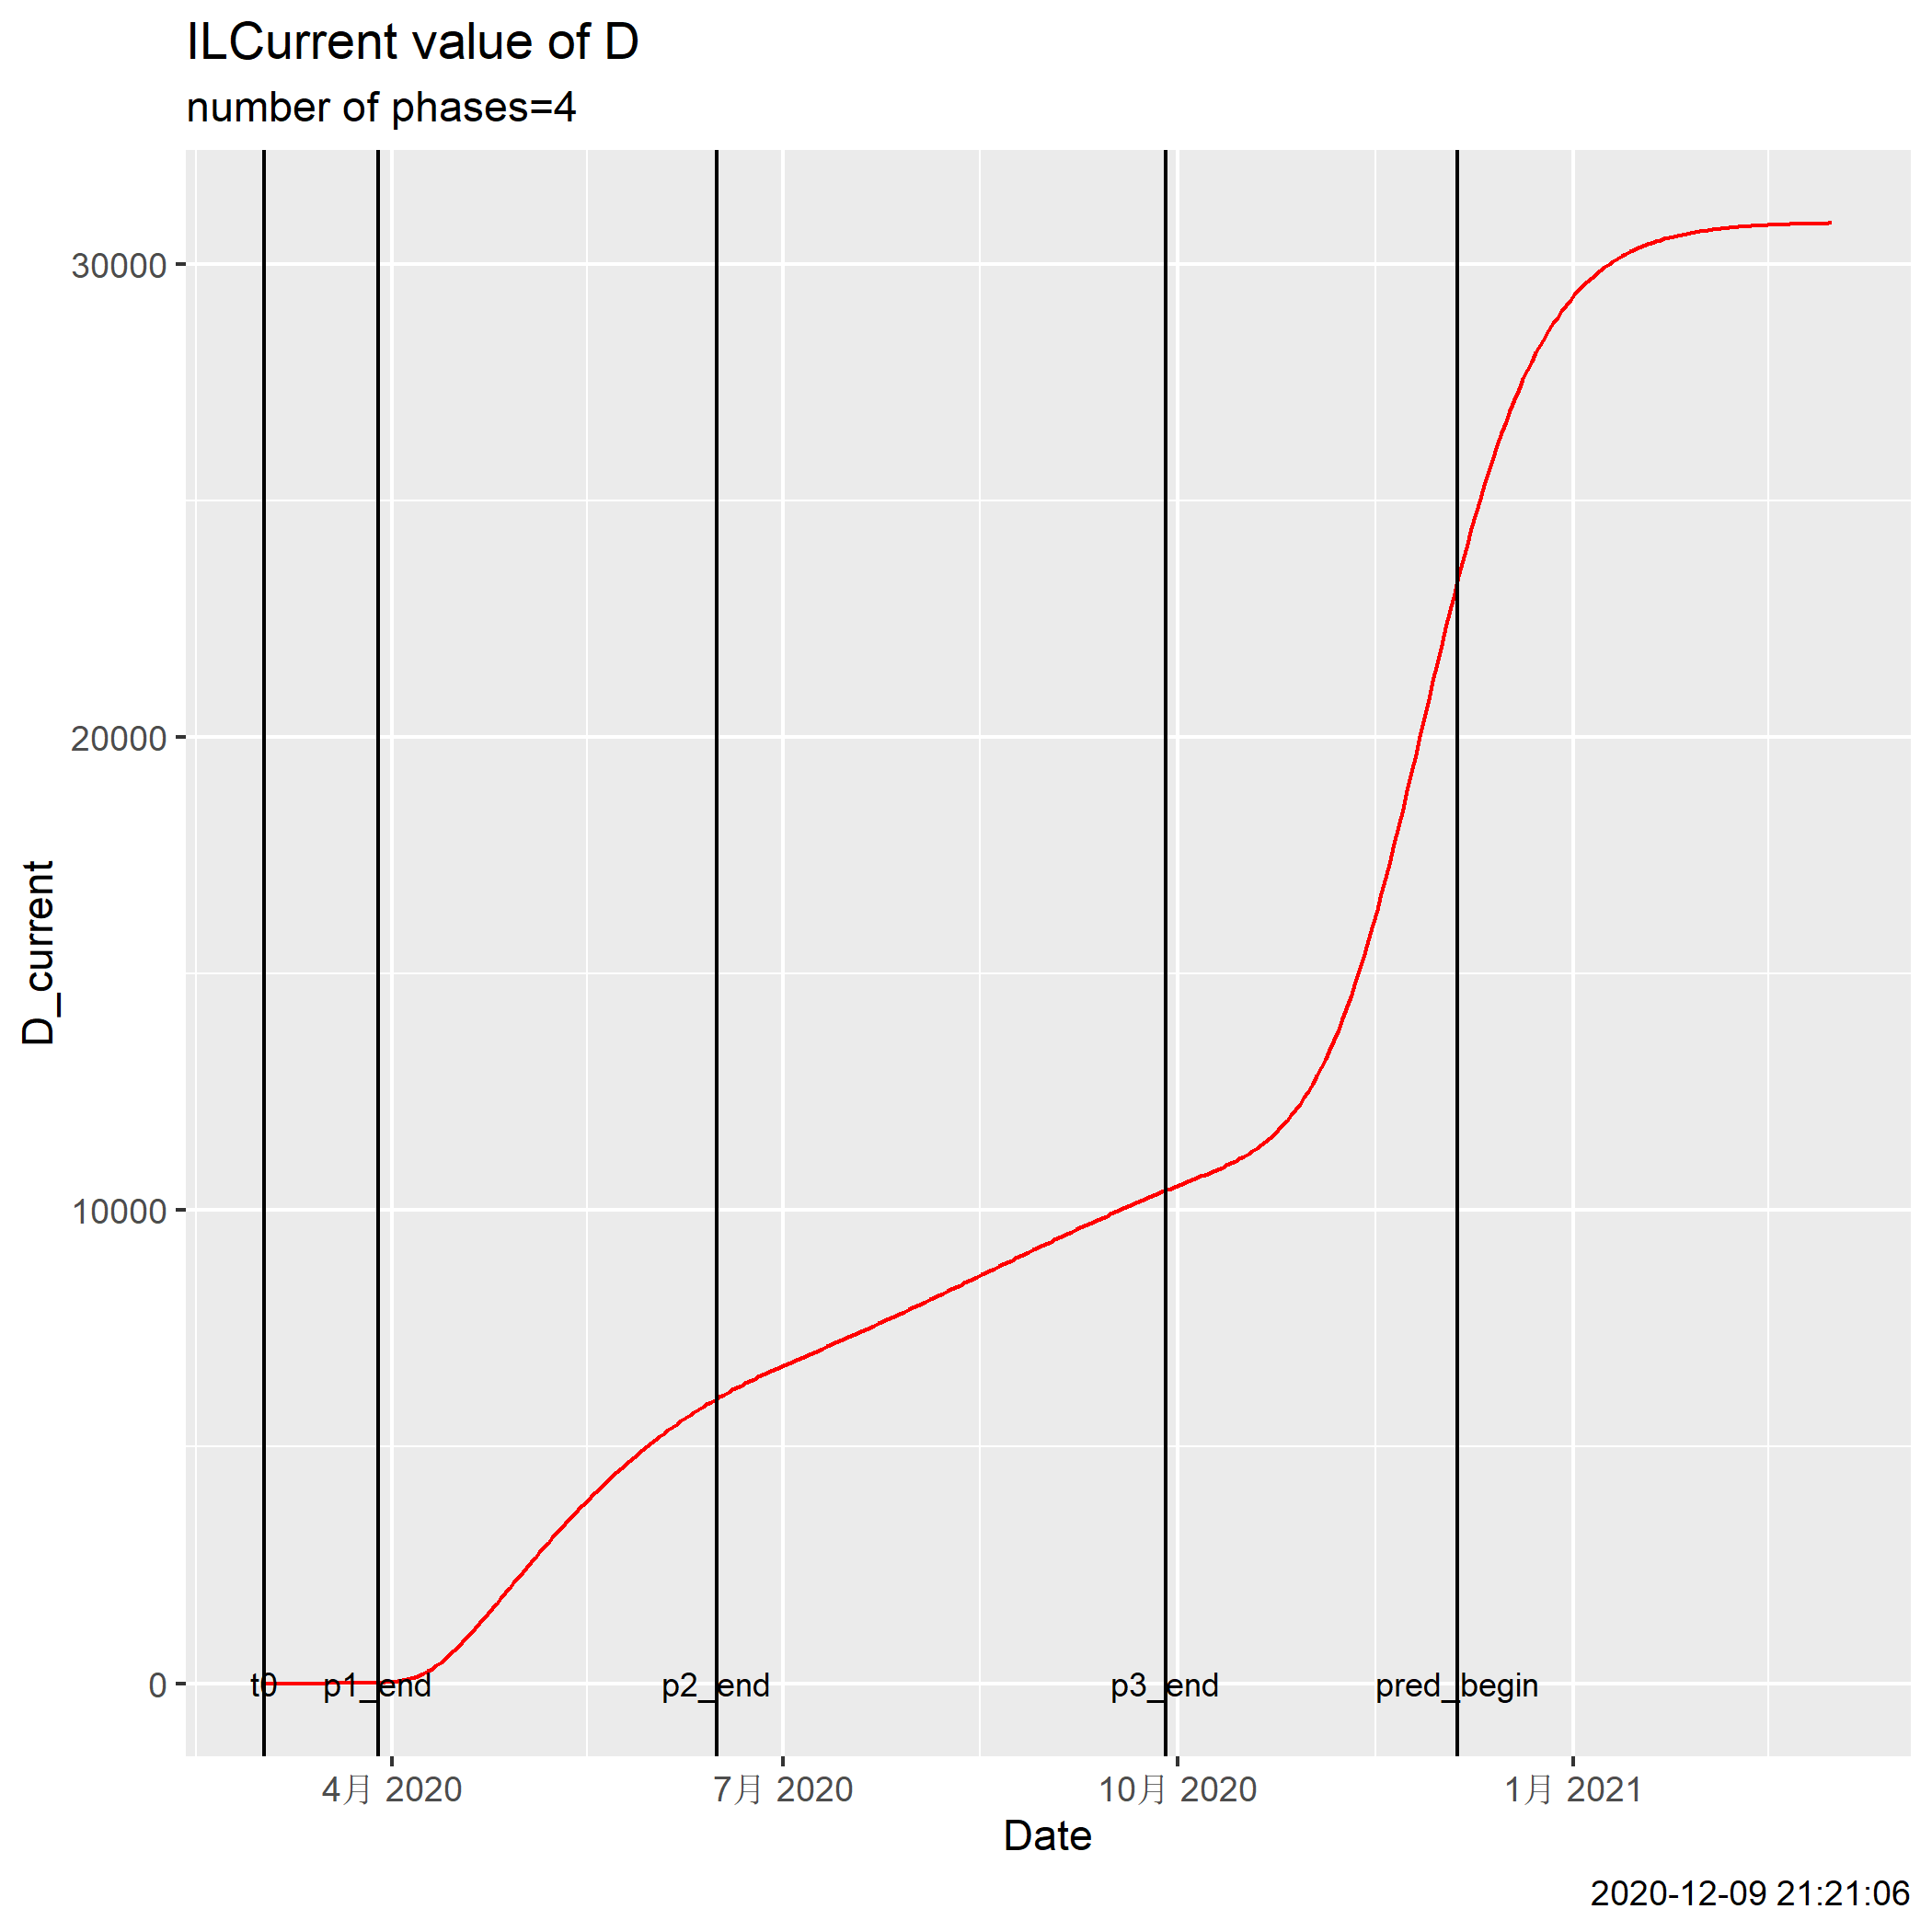 ILCurrent value of D
number of phases=4
30000
20000
10000
0
D_current
t0
p1_end
p2_end
p3_end
pred_begin
4月 2020
7月 2020
10月 2020
1月 2021
Date
2020-12-09 21:21:06